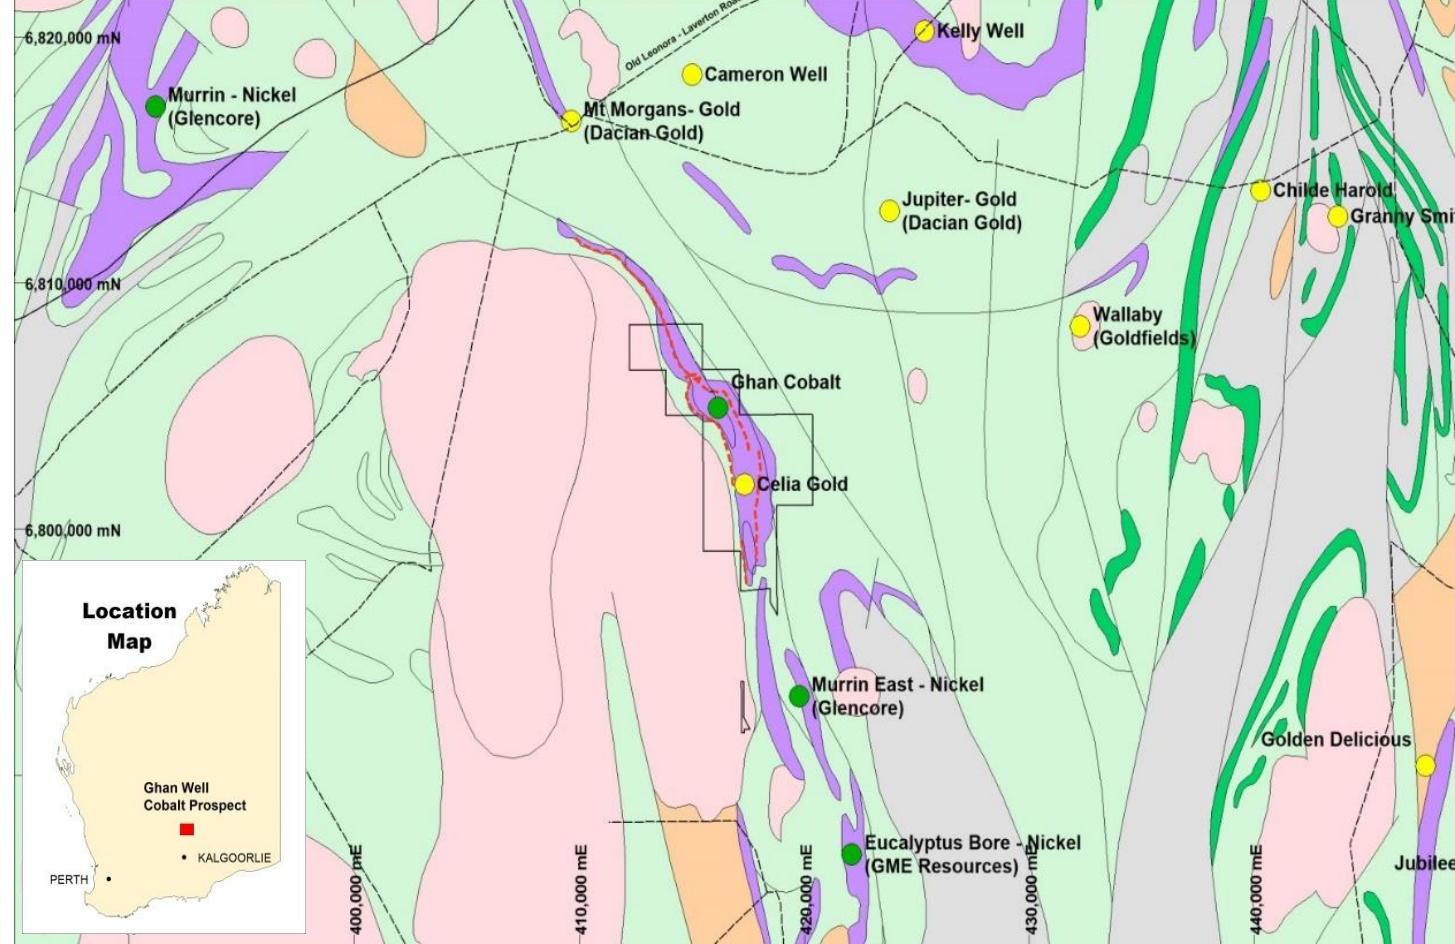 6,820,000 mN
Old Leonora - Laverton Road
Kelly Well
Cameron Well
Murrin - Nickel
(Glencore)
Mt Morgans- Gold
(Dacian Gold)
Childe Harold
Jupiter- Gold
(Dacian Gold)
Granny Smi
6,810,000 mN
Wallaby
(Goldfields)
Ghan Cobalt
Celia Gold
6,800,000 mN
Location
Map
Murrin East - Nickel
(Glencore)
Golden Delicious
Ghan Well
Cobalt Prospect
KALGOORLIE
PERTH
Eucalyptus Bore - Nickel
(GME Resources)
Jubilee
400,000 mE
410,000 mE
420,000 mE
430,000 mE
440,000 mE